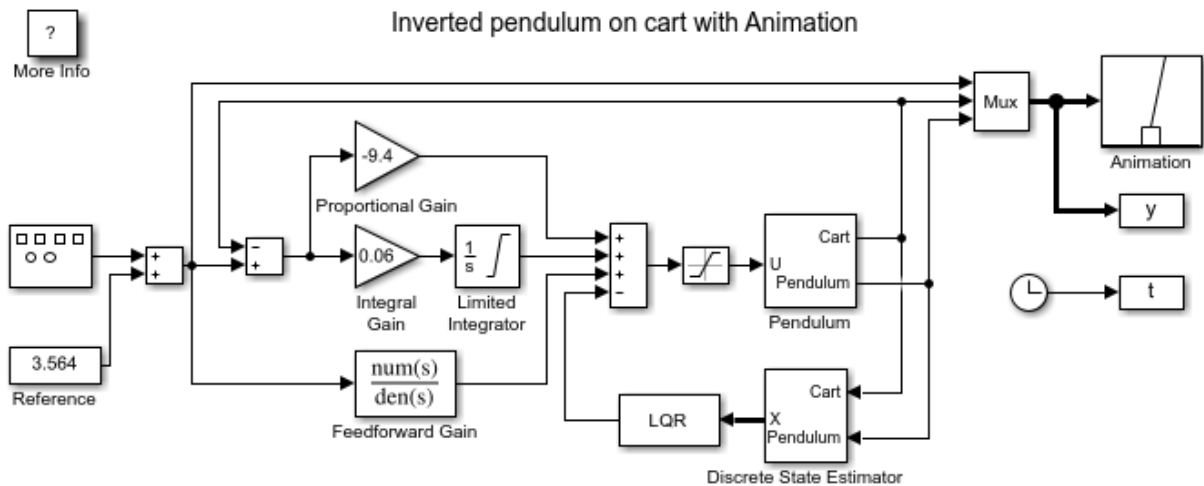 Inverted pendulum on cart with Animation
?
More Info
Mux
Animation
-9.4
Proportional Gain
y
+
+
−
+
0.06
1
s
Integral
Gain
Limited
Integrator
+
+
+
−
Cart
U
Pendulum
Pendulum
t
3.564
Reference
num(s)
den(s)
Feedforward Gain
LQR
Cart
X
Pendulum
Discrete State Estimator